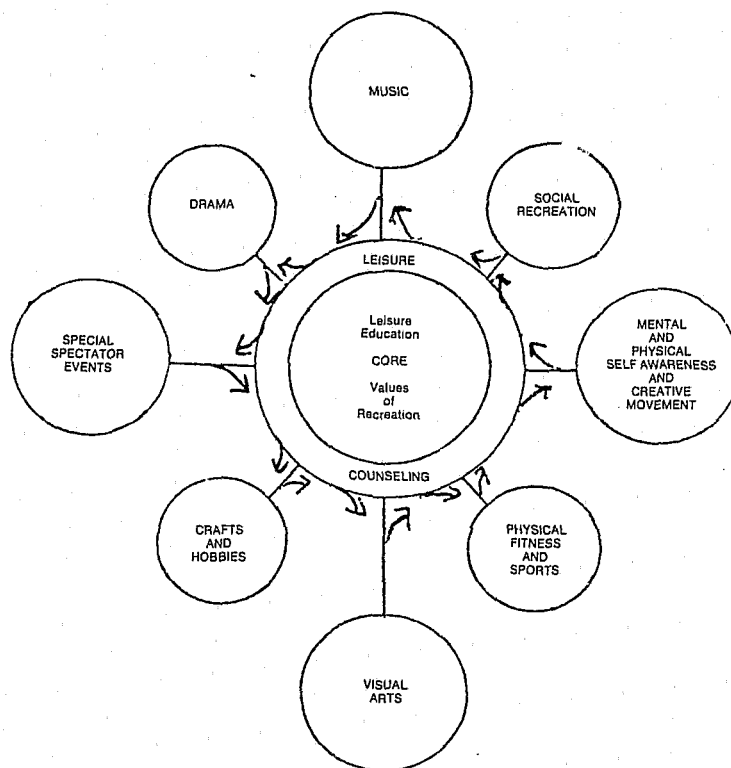 MUSIC
DRAMA
SOCIAL
RECREATION
LEISURE
SPECIAL
SPECTATOR
EVENTS
Leisure
Education
CORE
Values
of
Recreation
MENTAL
AND
PHYSICAL
SELF AWARENESS
AND
CREATIVE
MOVEMENT
COUNSELING
CRAFTS
AND
HOBBIES
PHYSICAL
FITNESS
AND
SPORTS
VISUAL
ARTS